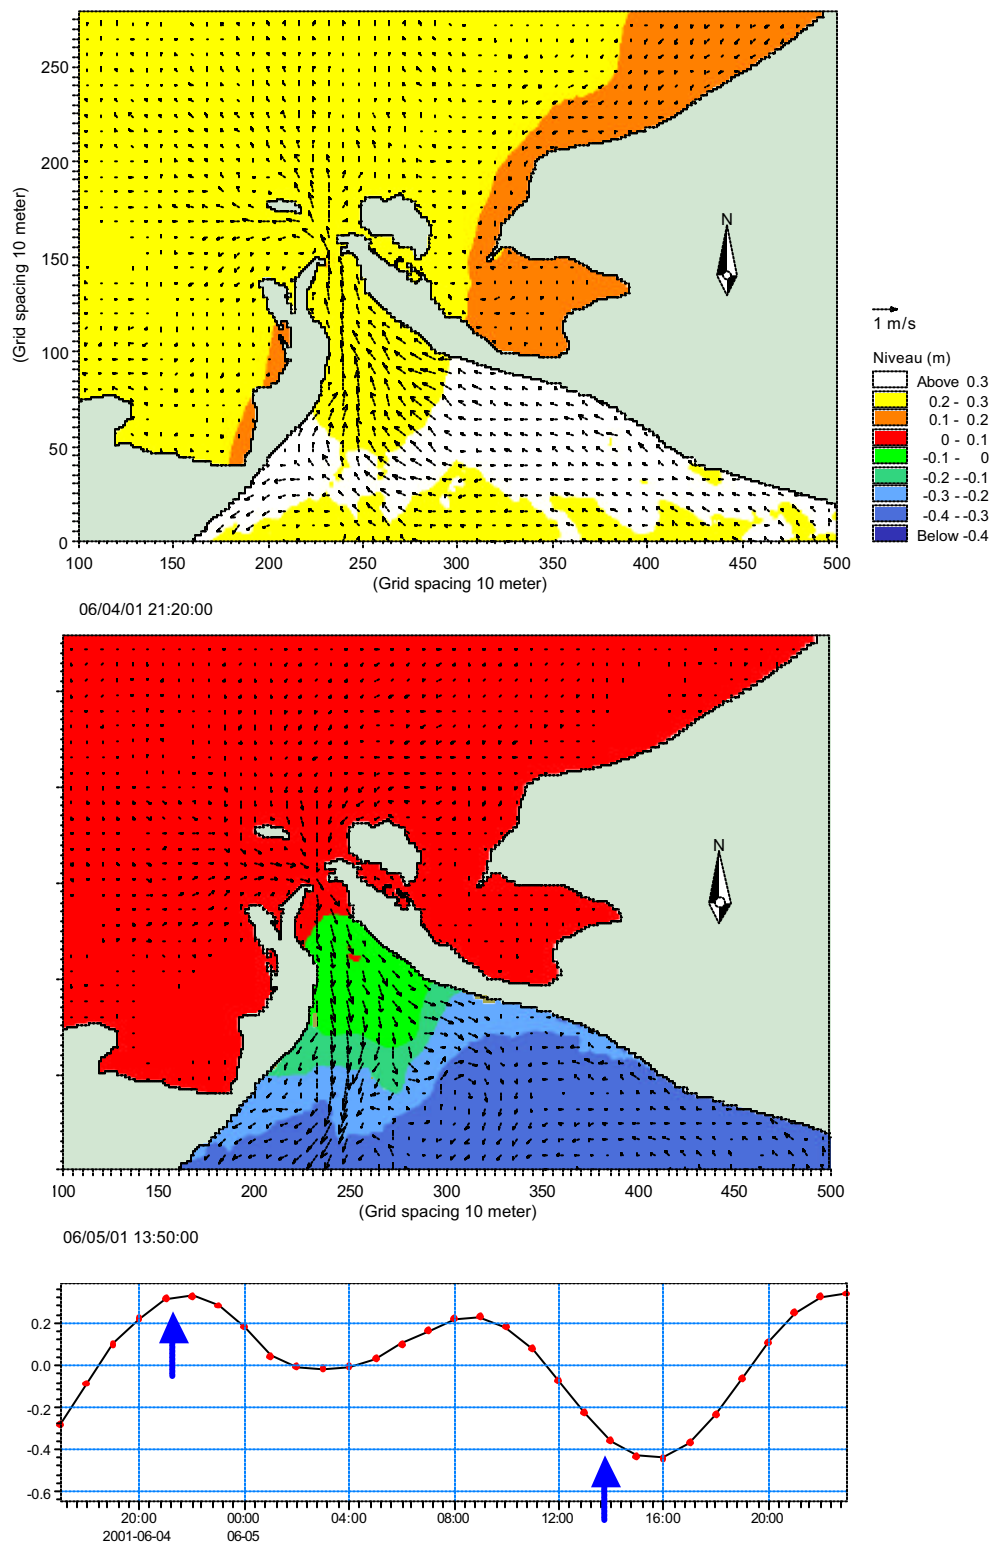 250
200
150
100
50
0
(Grid spacing 10 meter)
N
100 150 200 250 300 350 400 450 500
(Grid spacing 10 meter)
06/04/01 21:20:00
1 m/s
Niveau (m)
Above 0.3
0.2 - 0.3
0.1 - 0.2
0 - 0.1
-0.1 - 0
-0.2 - -0.1
-0.3 - -0.2
-0.4 - -0.3
Below -0.4
N
100 150 200 250 300 350 400 450 500
(Grid spacing 10 meter)
06/05/01 13:50:00
0.2
0.0
-0.2
-0.4
-0.6
20:00 00:00 04:00 08:00 12:00 16:00 20:00
2001-06-04 06-05